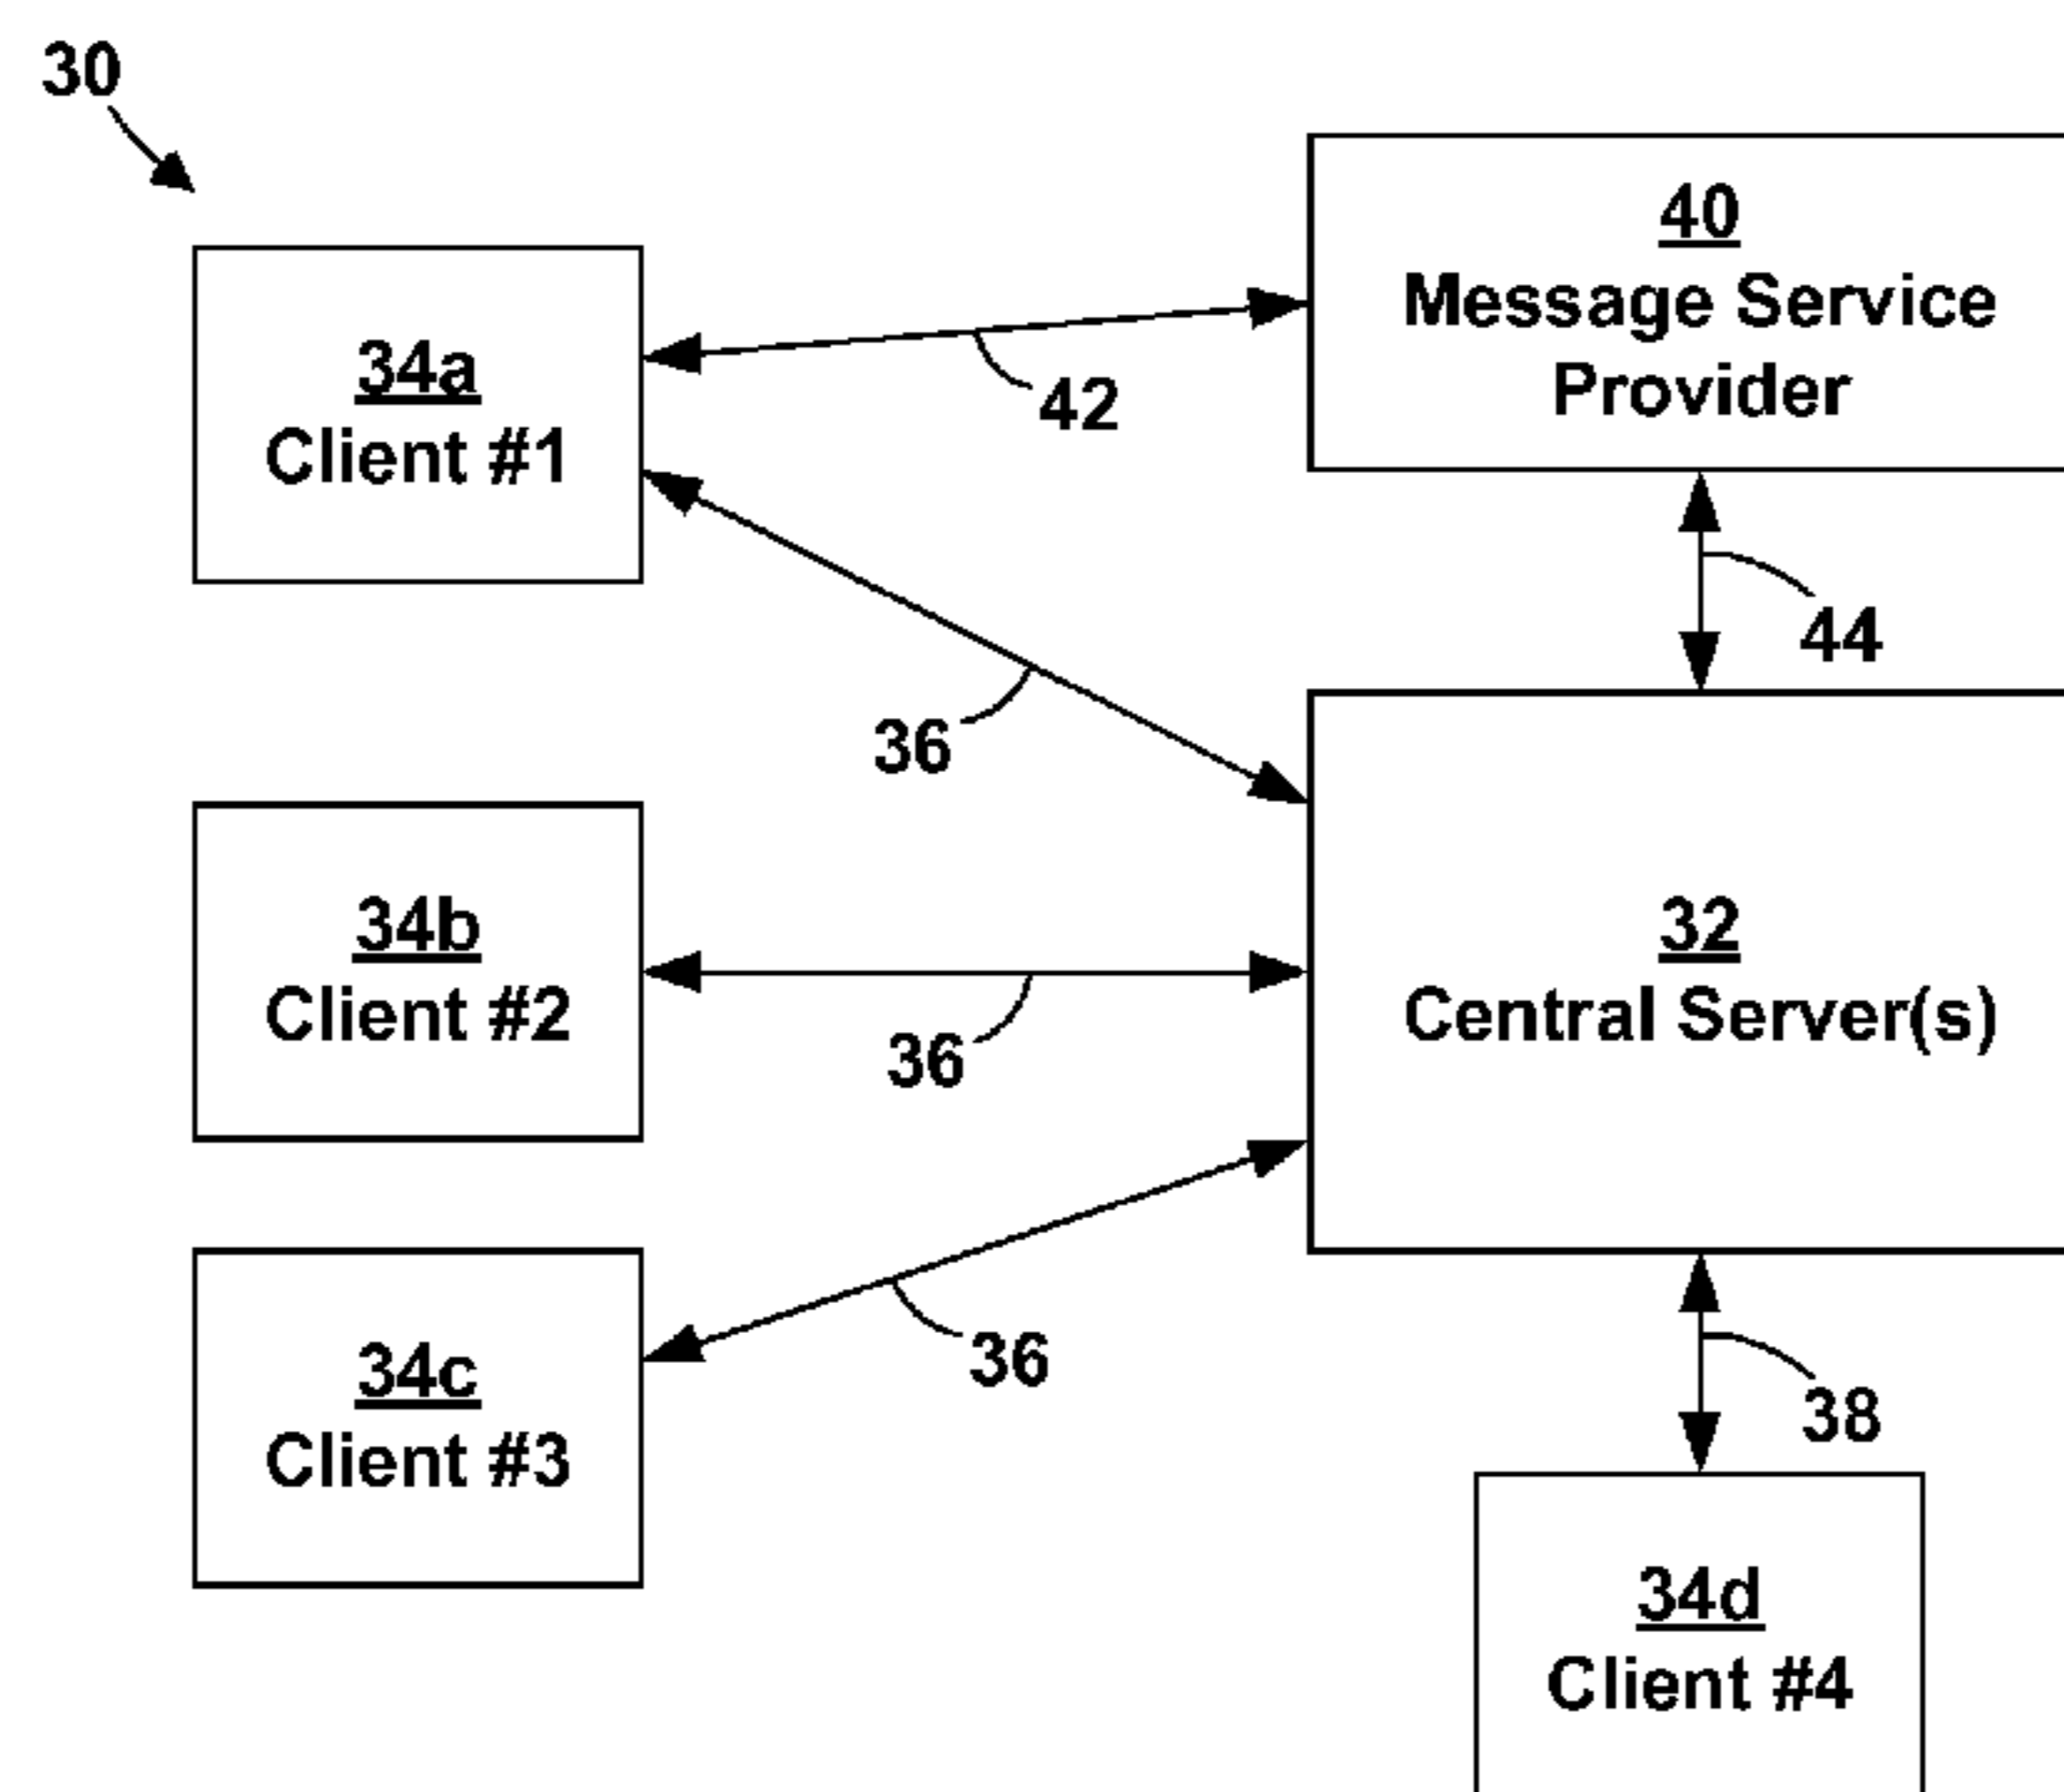 30
40
Message Service
Provider
34a
Client #1
42
44
36
34b
Client #2
32
Central Server(s)
36
34c
Client #3
36
38
34d
Client #4